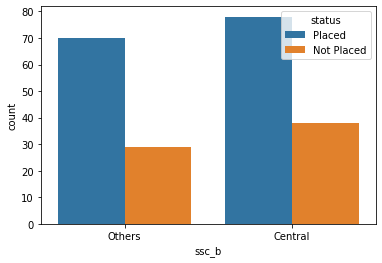 status
Placed
Not Placed
80
70
60
50
40
30
20
10
0
count
Others
Central
ssc_b